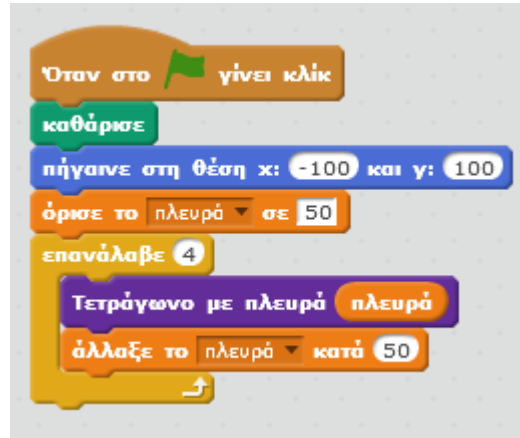 Όταν στο γίνει κλικ
καθάρισε
πήγαινε στη θέση x: -100 και y: 100
όρισε το πλευρά σε 50
επανάλαβε 4
Τετράγωνο με πλευρά πλευρά
άλλαξε το πλευρά κατά 50